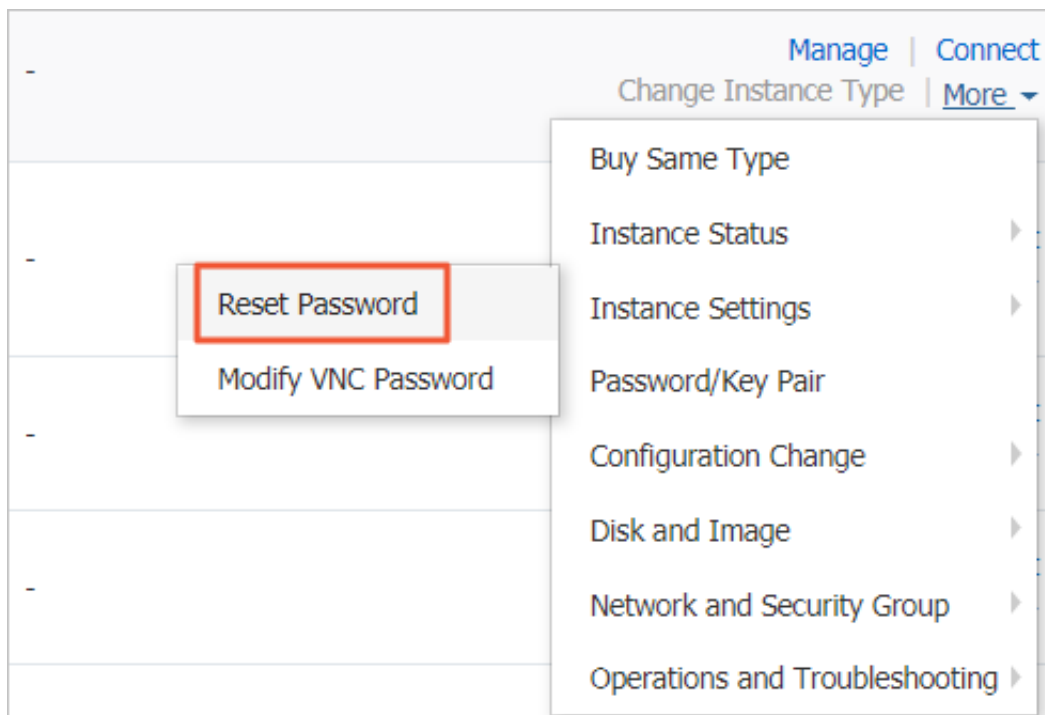 -
Manage | Connect
Change Instance Type | More
Buy Same Type
-
Instance Status
Reset Password
Instance Settings
Modify VNC Password
Password/Key Pair
-
Configuration Change
Disk and Image
-
Network and Security Group
Operations and Troubleshooting